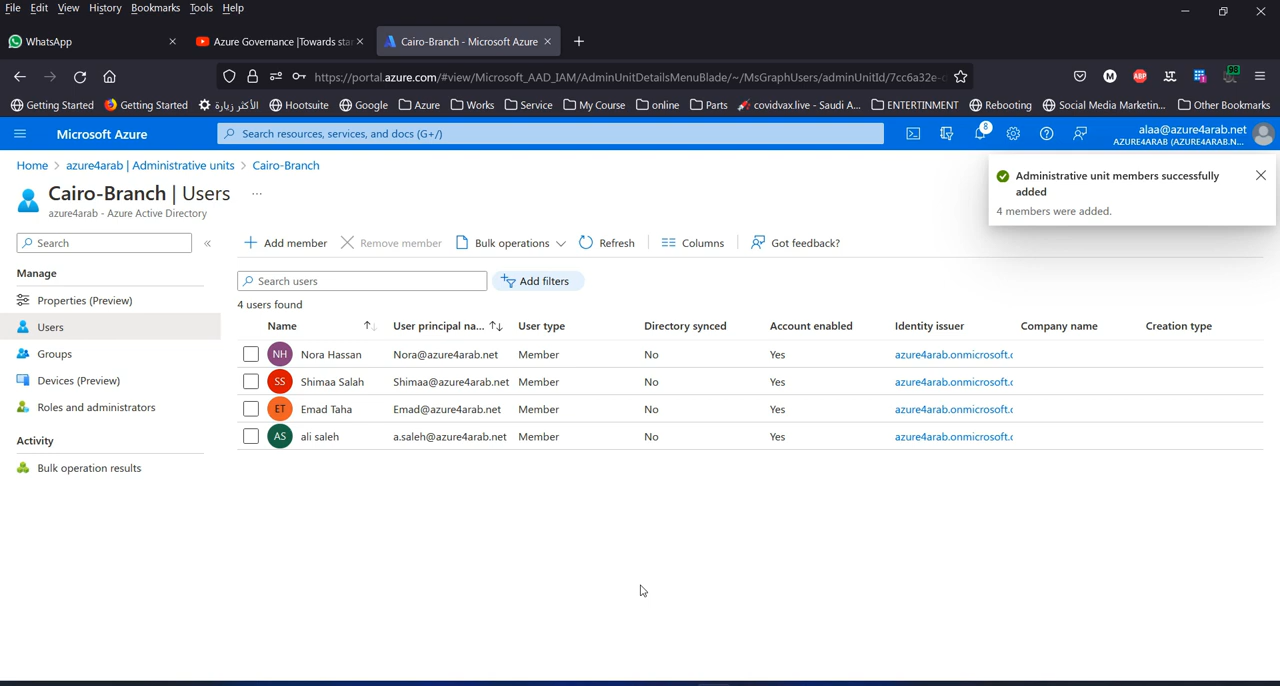 File Edit View History Bookmarks Tools Help
WhatsApp
Azure Governance |Towards star
Cairo-Branch - Microsoft Azure
https://portal.azure.com/#view/Microsoft_AAD_IAM/AdminUnitDetailsMenuBlade/~/MsGraphUsers/adminUnitId/7cc6a32e-
Getting Started Getting Started الأكثر زيارة Hootsuite Google Azure Works Service My Course online Parts covidvax.live - Saudi A... ENTERTINMENT Rebooting Social Media Marketin... Other Bookmarks
Microsoft Azure
Search resources, services, and docs (G+/)
8
alaa@azure4arab.net
AZURE4ARAB (AZURE4ARAB.N...
Home > azure4arab | Administrative units > Cairo-Branch
Cairo-Branch | Users ...
azure4arab - Azure Active Directory
Administrative unit members successfully
added
4 members were added.
Search
Manage
Properties (Preview)
Users
Groups
Devices (Preview)
Roles and administrators
Activity
Bulk operation results
Add member Remove member Bulk operations Refresh Columns Got feedback?
Search users
Add filters
4 users found
Name User principal na... User type Directory synced Account enabled Identity issuer Company name Creation type
NH Nora Hassan Nora@azure4arab.net Member No Yes azure4arab.onmicrosoft.c
SS Shimaa Salah Shimaa@azure4arab.net Member No Yes azure4arab.onmicrosoft.c
ET Emad Taha Emad@azure4arab.net Member No Yes azure4arab.onmicrosoft.c
AS ali saleh a.saleh@azure4arab.net Member No Yes azure4arab.onmicrosoft.c